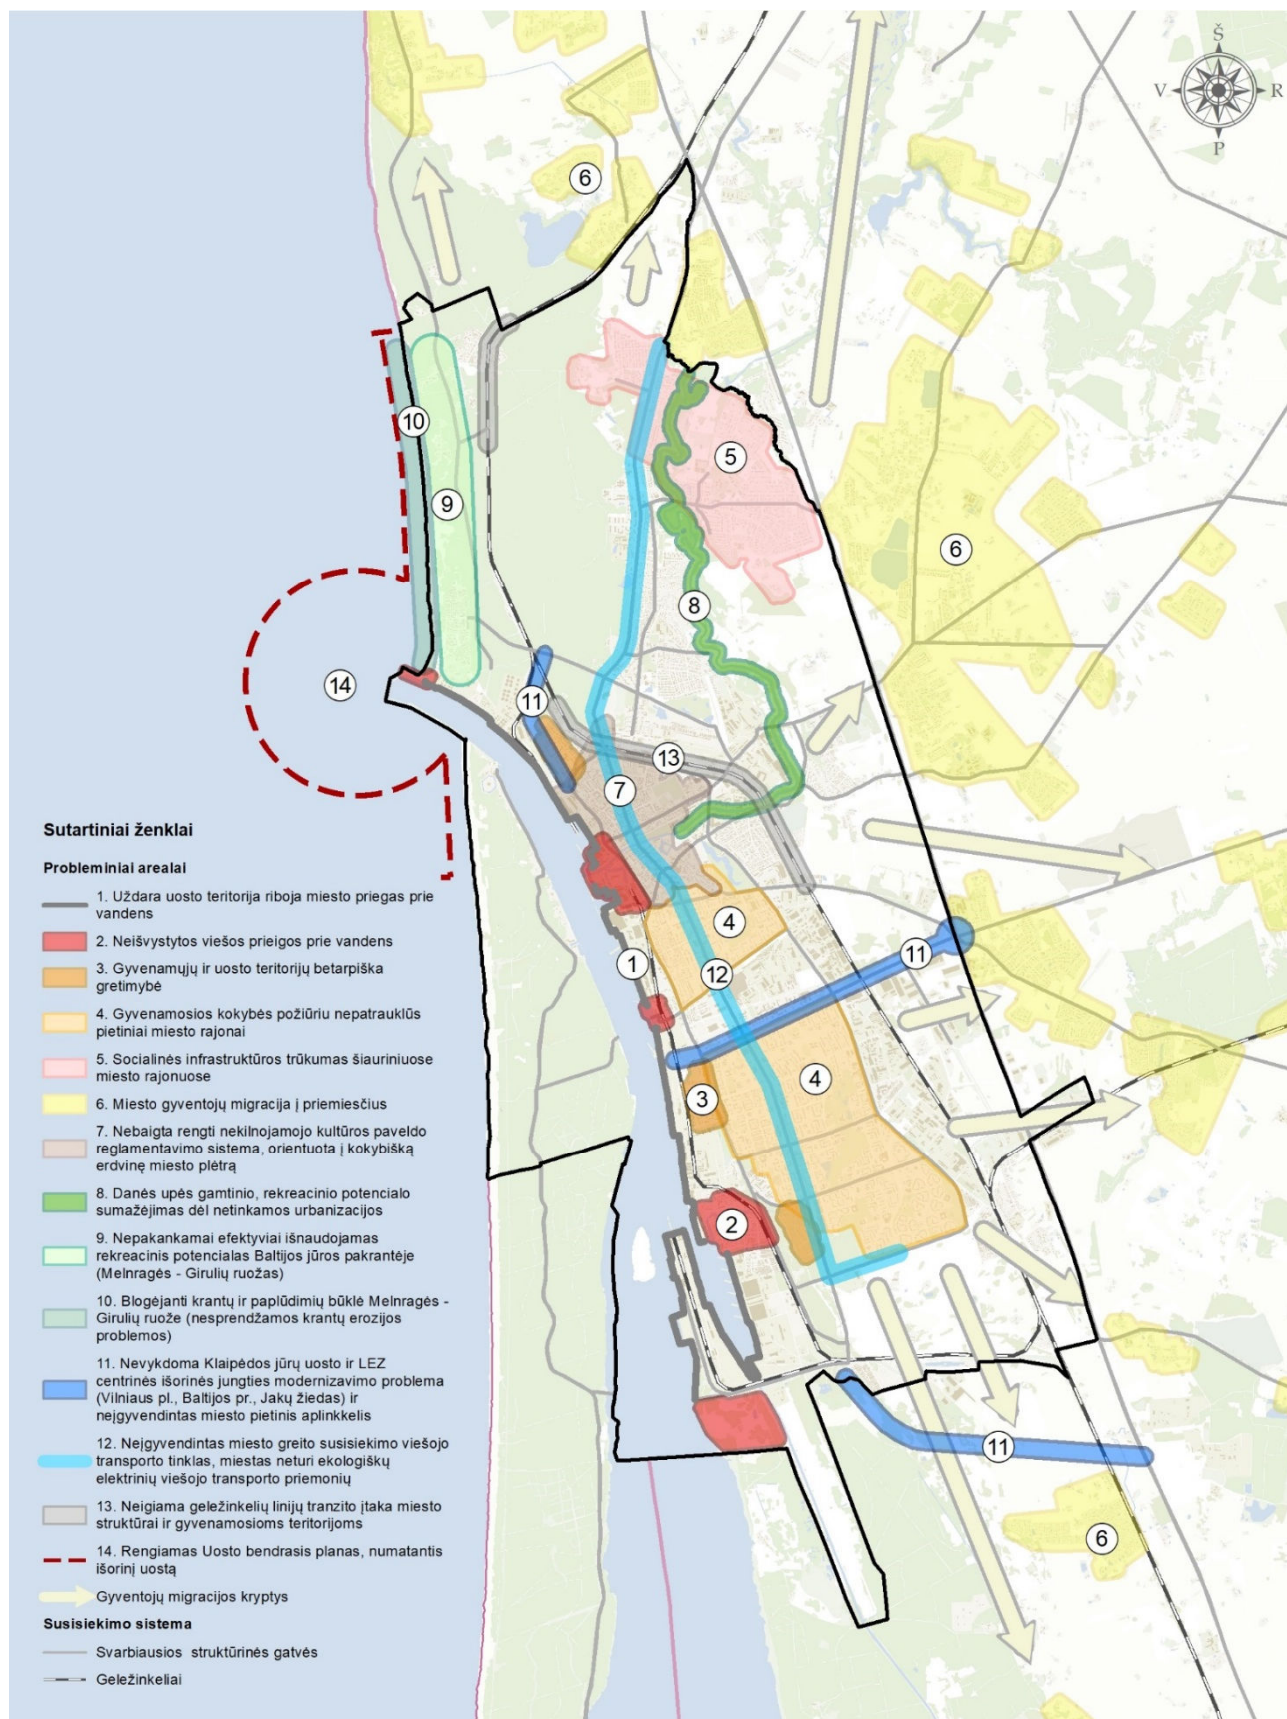 Š
V R
P
6
10
5
9
6
8
14
11
13
7
4
11
1
12
3
4
2
11
6
Sutartiniai ženklai
Probleminiai arealai
1. Uždara uosto teritorija riboja miesto priegas prie
vandens
2. Neišvystytos viešos prieigos prie vandens
3. Gyvenamųjų ir uosto teritorijų betarpiška
gretimybė
4. Gyvenamosios kokybės požiūriu nepatrauklūs
pietiniai miesto rajonai
5. Socialinės infrastruktūros trūkumas šiauriniuose
miesto rajonuose
6. Miesto gyventojų migracija į priemiesčius
7. Nebaigta rengti nekilnojamojo kultūros paveldo
reglamentavimo sistema, orientuota į kokybišką
erdvinę miesto plėtrą
8. Danės upės gamtinio, rekreacinio potencialo
sumažėjimas dėl netinkamos urbanizacijos
9. Nepakankamai efektyviai išnaudojamas
rekreacinis potencialas Baltijos jūros pakrantėje
(Melnragės - Girulių ruožas)
10. Blogėjanti krantų ir paplūdimių būklė Melnragės -
Girulių ruože (nesprendžamos krantų erozijos
problemos)
11. Nevykdoma Klaipėdos jūrų uosto ir LEZ
centrinės išorinės jungties modernizavimo problema
(Vilniaus pl., Baltijos pr., Jakų žiedas) ir
neįgyvendintas miesto pietinis aplinkkelis
12. Neįgyvendintas miesto greito susisiekimo viešojo
transporto tinklas, miestas neturi ekologiškų
elektrinių viešojo transporto priemonių
13. Neigiama geležinkelių linijų tranzito įtaka miesto
struktūrai ir gyvenamosioms teritorijoms
14. Rengiamas Uosto bendrasis planas, numatantis
išorinį uostą
Gyventojų migracijos kryptys
Susisiekimo sistema
Svarbiausios struktūrinės gatvės
Geležinkeliai